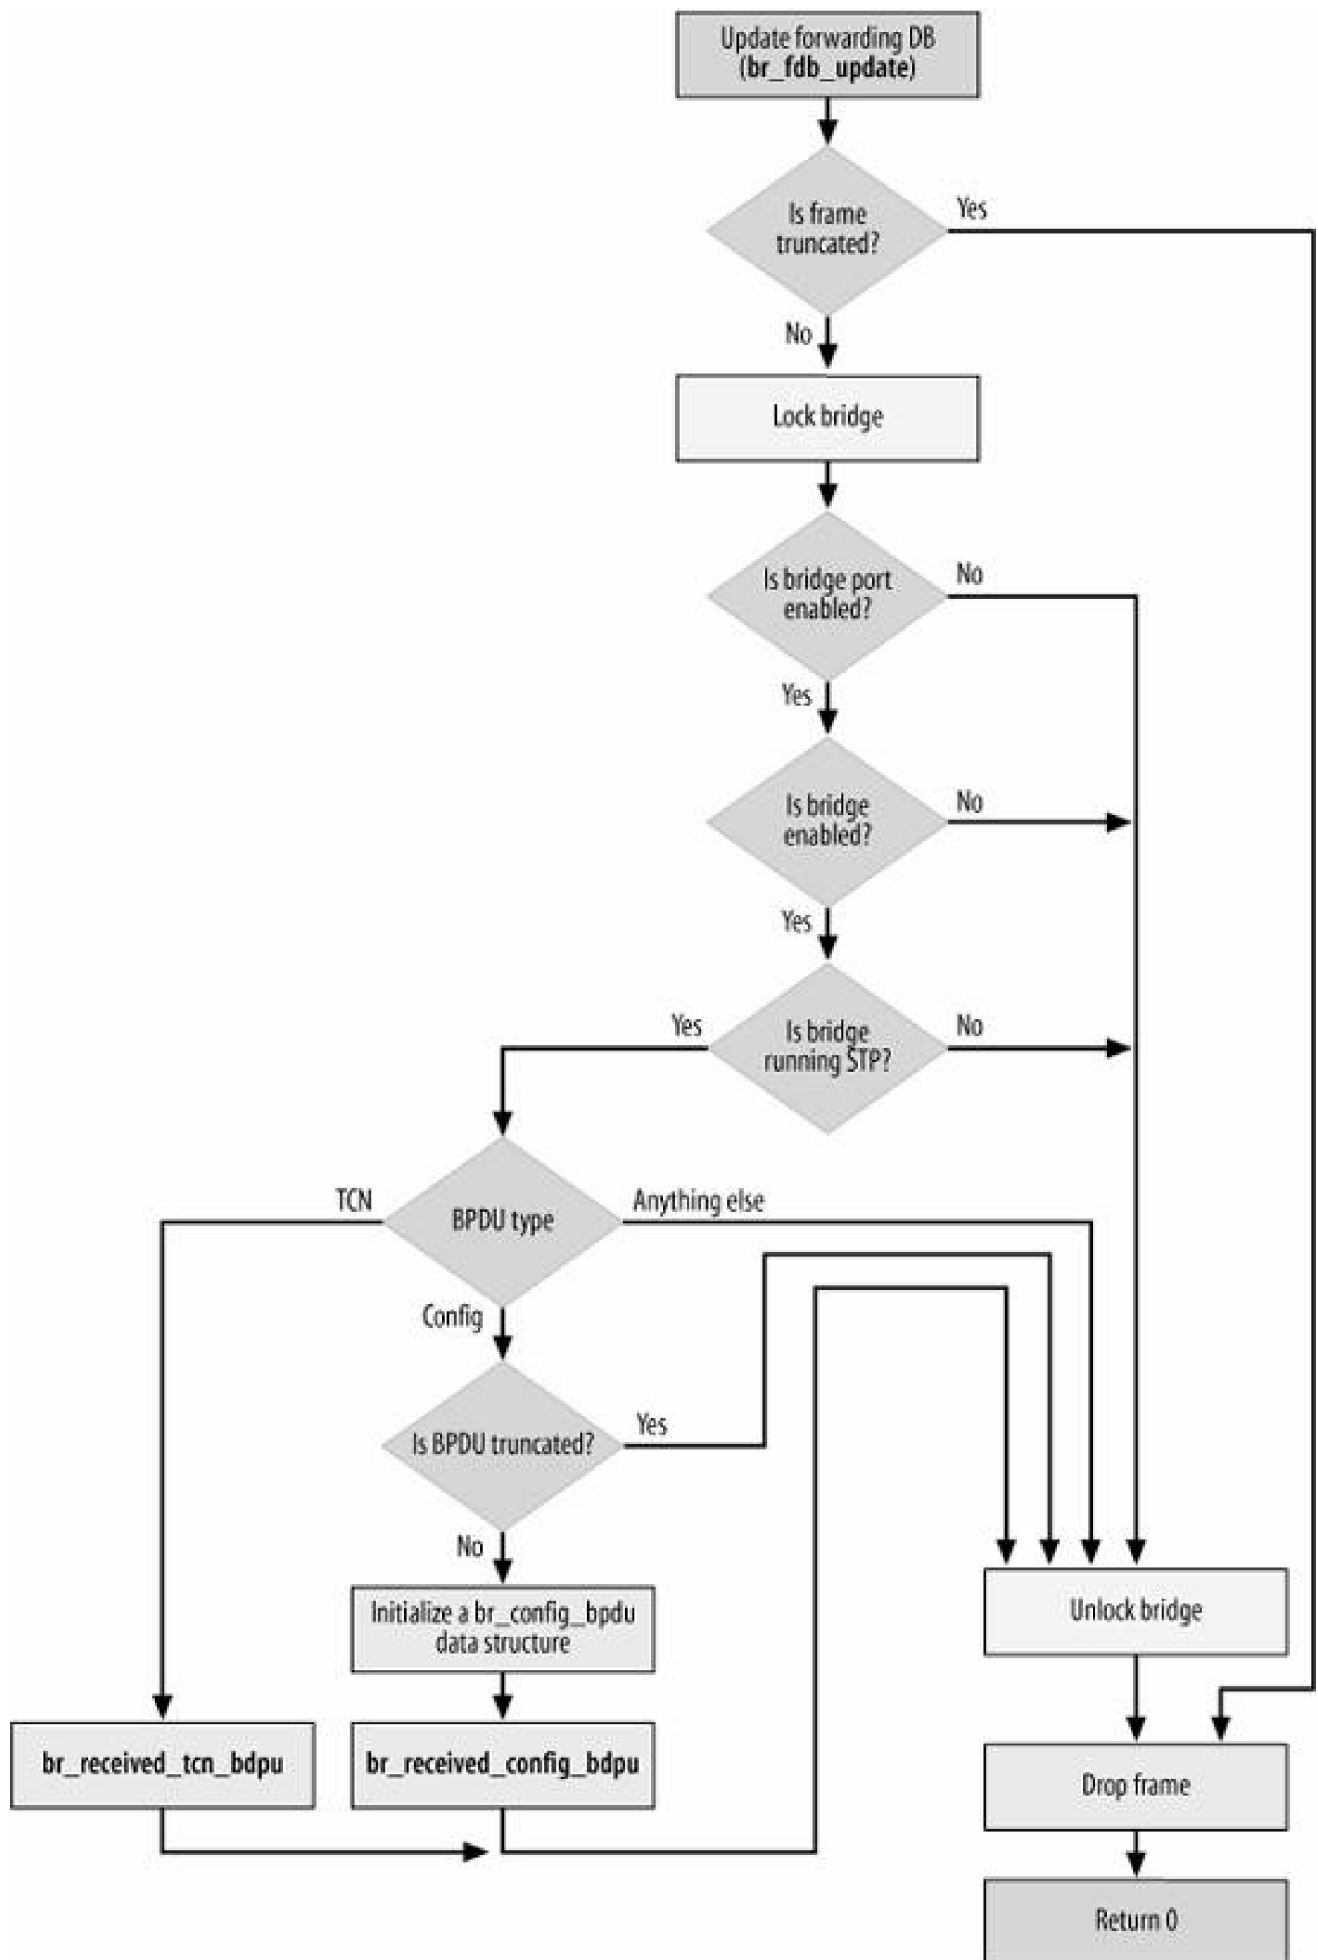 Update forwarding DB
(br_fdb_update)
Is frame
truncated?
Yes
No
Lock bridge
Is bridge port
enabled?
No
Yes
Is bridge
enabled?
No
Yes
Is bridge
running STP?
Yes
No
BPDU type
TCN
Anything else
Config
Is BPDU truncated?
Yes
No
Initialize a br_config_bpdu
data structure
Unlock bridge
br_received_tcn_bdpu
br_received_config_bdpu
Drop frame
Return 0